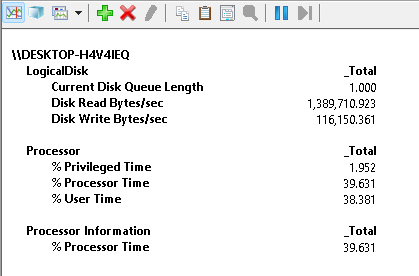 \\DESKTOP-H4V4IEQ
LogicalDisk _Total
Current Disk Queue Length 1.000
Disk Read Bytes/sec 1,389,710.923
Disk Write Bytes/sec 116,150.361
Processor _Total
% Privileged Time 1.952
% Processor Time 39.631
% User Time 38.381
Processor Information _Total
% Processor Time 39.631